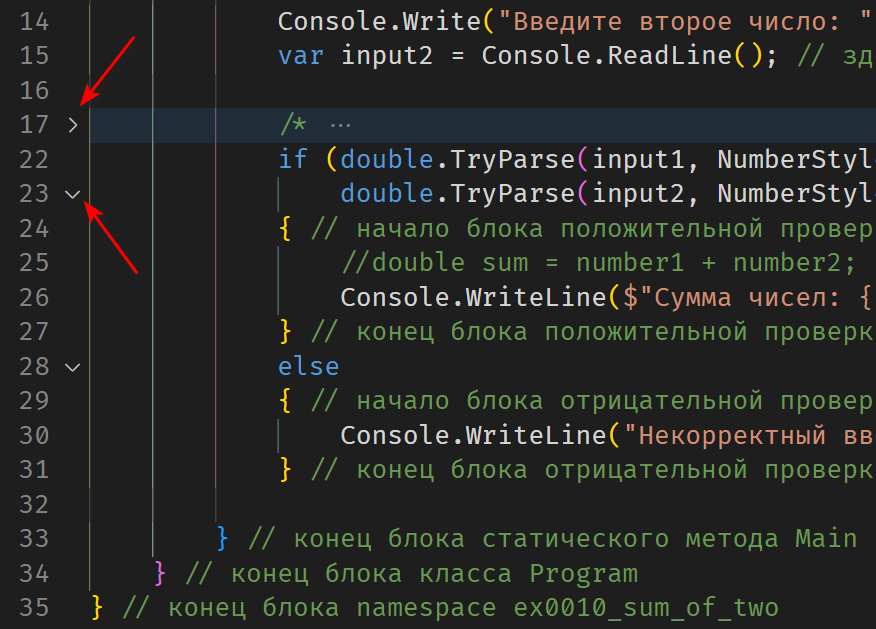 14 Console.Write("Введите второе число: "
15 var input2 = Console.ReadLine(); // зд
16
17 /* ···
22 if (double.TryParse(input1, NumberStyl
23 double.TryParse(input2, NumberStyl
24 { // начало блока положительной провер
25 //double sum = number1 + number2;
26 Console.WriteLine($"Сумма чисел: {
27 } // конец блока положительной проверк
28 else
29 { // начало блока отрицательной провер
30 Console.WriteLine("Некорректный вв
31 } // конец блока отрицательной проверк
32
33 } // конец блока статического метода Main
34 } // конец блока класса Program
35 } // конец блока namespace ex0010_sum_of_two